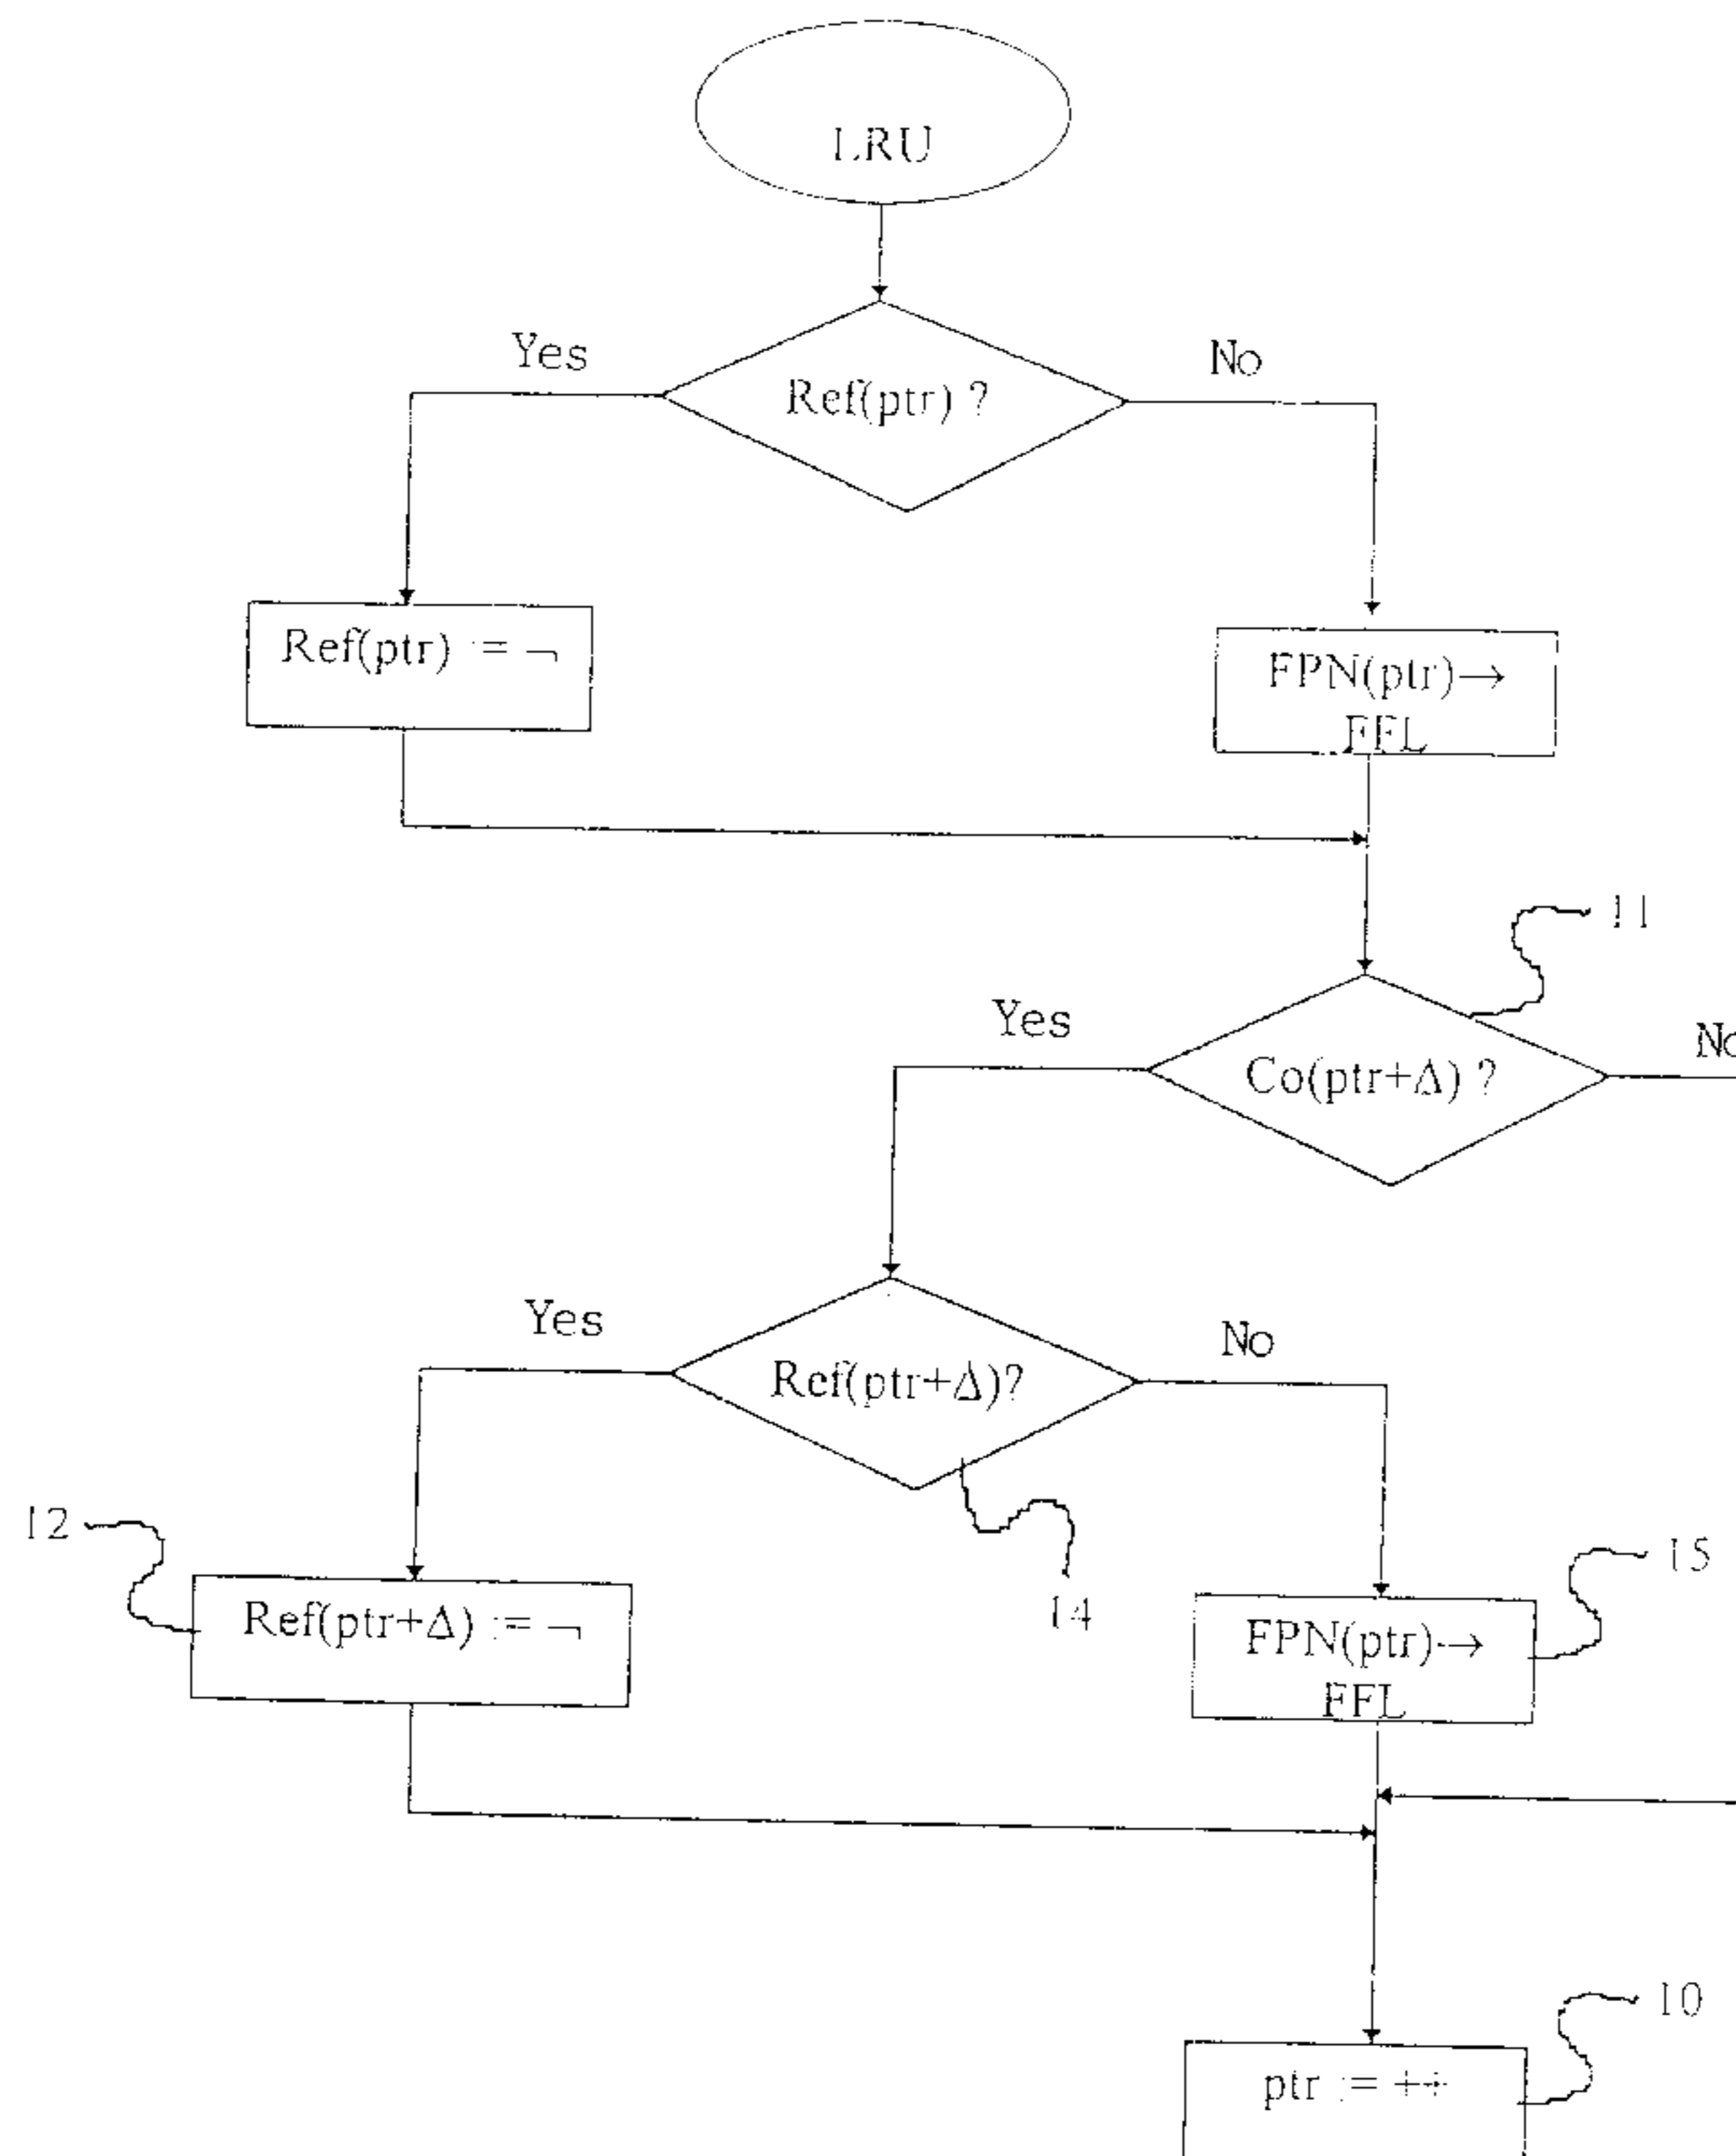 LRU
Yes
No
Ref(ptr) ?
Ref(ptr) := ¬
FPN(ptr)→
FFL
11
Yes
No
Co(ptr+Δ) ?
Yes
No
Ref(ptr+Δ)?
12
14
15
Ref(ptr+Δ) := ¬
FPN(ptr)→
FFL
10
ptr := ++